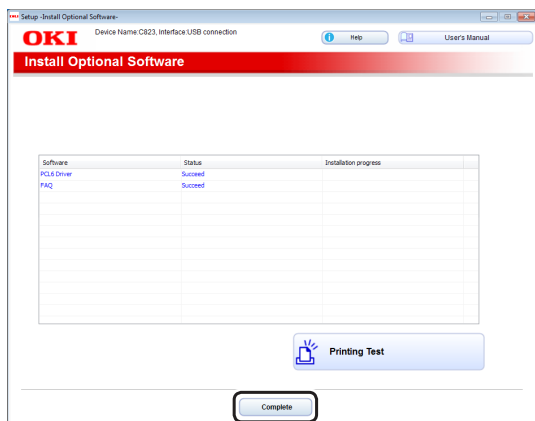 OKI Setup -Install Optional Software-
OKI Device Name:C823, Interface:USB connection Help User's Manual
Install Optional Software
Software Status Installation progress
PCL6 Driver Succeed
FAQ Succeed
Printing Test
Complete